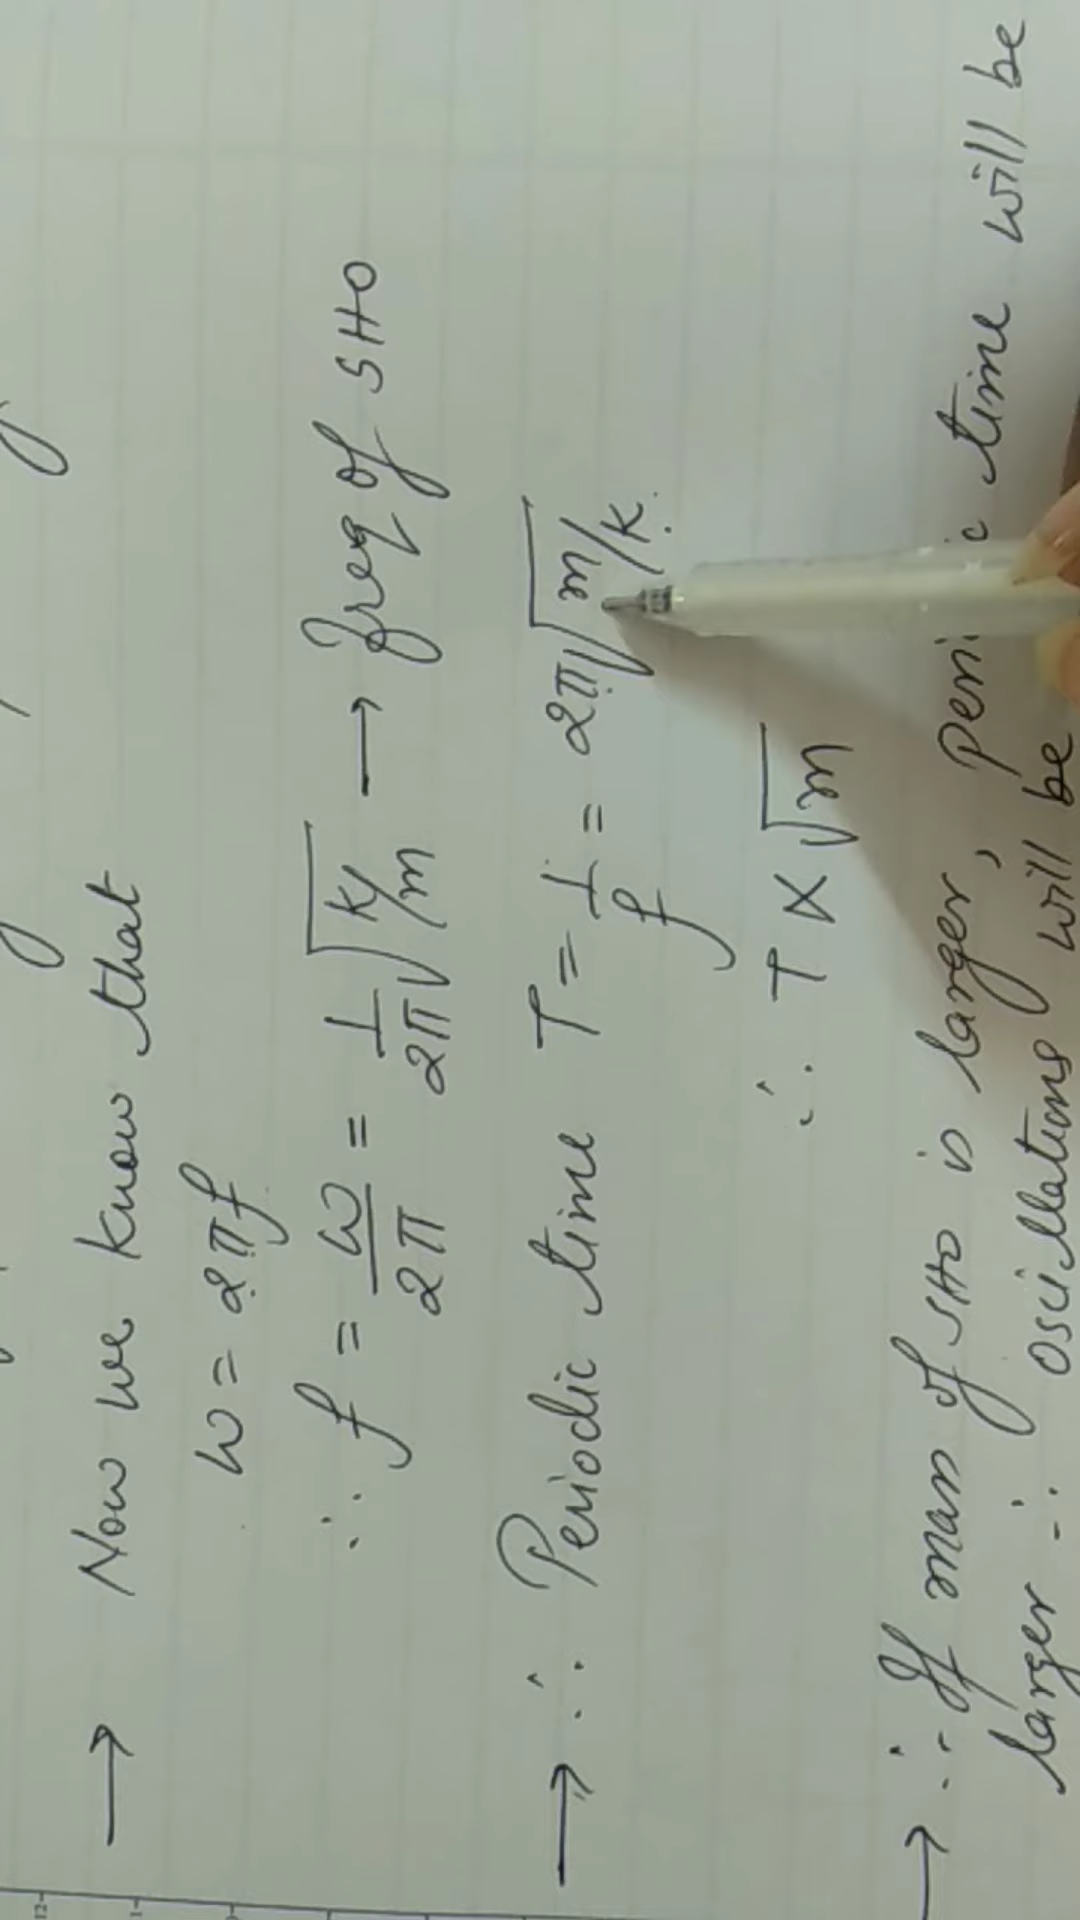 → Now we know that
w = 2πf
∴ f = w/2π = 1/2π √k/m → freq of SHO
→ ∴ Periodic time T = 1/f = 2π√m/k
∴ T ∝ √m
→ ∴ If mass of SHO is larger, time will be
larger ∴ oscillations will be